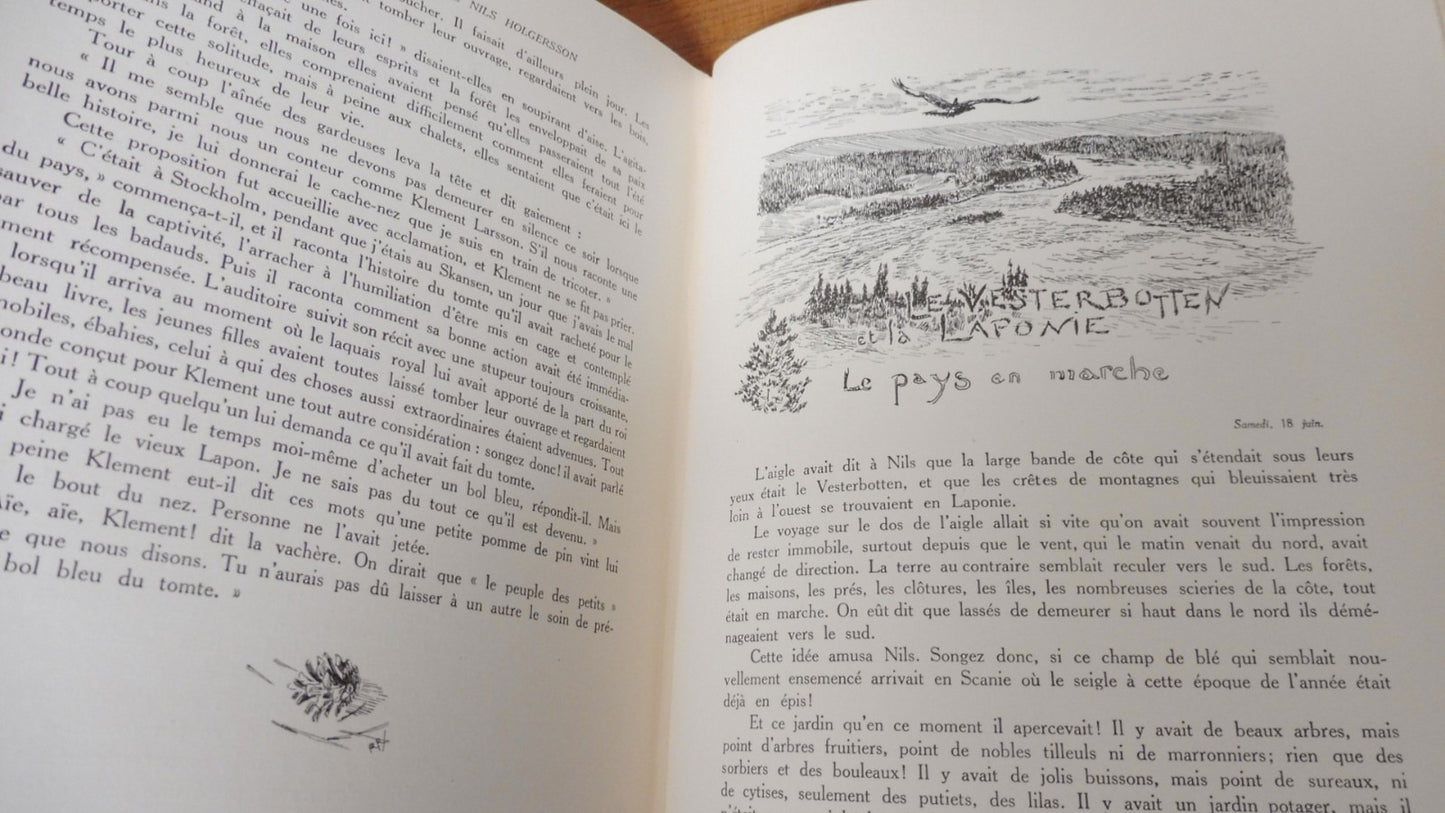 NILS HOLGERSSON
ucher. Il faisait d'ailleurs plein jour. Les
tomber leur ouvrage, regardaient vers les bois,
une fois ici! » disaient-elles en soupirant d'aise. L'agita-
ffaçait de leurs esprits et la forêt les enveloppait de sa paix
and à la maison elles avaient pensé qu'elles passeraient tout l'été
ns la forêt, elles comprenaient difficilement comment elles feraient pour
porter cette solitude, mais à peine aux chalets, elles sentaient que c'était ici le
temps le plus heureux de leur vie.
Tour à coup l'aînée des gardeuses leva la tête et dit gaiement :
« Il me semble que nous ne devons pas demeurer en silence ce soir lorsque
nous avons parmi nous un conteur comme Klement Larsson. S'il nous raconte une
belle histoire, je lui donnerai le cache-nez que je suis en train de tricoter. »
Cette proposition fut accueillie avec acclamation, et Klement ne se fit pas prier.
« C'était à Stockholm, pendant que j'étais au Skansen, un jour que j'avais le mal
du pays, » commença-t-il, et il raconta l'histoire du tomte qu'il avait racheté pour le
sauver de la captivité, l'arracher à l'humiliation d'être mis en cage et contemplé
par tous les badauds. Puis il raconta comment sa bonne action avait été immédia-
ment récompensée. L'auditoire suivit son récit avec une stupeur toujours croissante,
lorsqu'il arriva au moment où le laquais royal lui avait apporté de la part du roi
beau livre, les jeunes filles avaient toutes laissé tomber leur ouvrage et regardaient
mobiles, ébahies, celui à qui des choses aussi extraordinaires étaient advenues. Tout
onde conçut pour Klement une tout autre considération : songez donc! il avait parlé
i! Tout à coup quelqu'un lui demanda ce qu'il avait fait du tomte.
Je n'ai pas eu le temps moi-même d'acheter un bol bleu, répondit-il. Mais
i chargé le vieux Lapon. Je ne sais pas du tout ce qu'il est devenu. »
peine Klement eut-il dit ces mots qu'une petite pomme de pin vint lui
le bout du nez. Personne ne l'avait jetée.
Aïe, aïe, Klement! dit la vachère. On dirait que « le peuple des petits »
e que nous disons. Tu n'aurais pas dû laisser à un autre le soin de pré-
bol bleu du tomte. »
LE VESTERBOTTEN
et la LAPONIE
Le pays en marche
Samedi, 18 juin.
L'aigle avait dit à Nils que la large bande de côte qui s'étendait sous leurs
yeux était le Vesterbotten, et que les crêtes de montagnes qui bleuissaient très
loin à l'ouest se trouvaient en Laponie.
Le voyage sur le dos de l'aigle allait si vite qu'on avait souvent l'impression
de rester immobile, surtout depuis que le vent, qui le matin venait du nord, avait
changé de direction. La terre au contraire semblait reculer vers le sud. Les forêts,
les maisons, les prés, les clôtures, les îles, les nombreuses scieries de la côte, tout
était en marche. On eût dit que lassés de demeurer si haut dans le nord ils démé-
nageaient vers le sud.
Cette idée amusa Nils. Songez donc, si ce champ de blé qui semblait nou-
vellement ensemencé arrivait en Scanie où le seigle à cette époque de l'année était
déjà en épis!
Et ce jardin qu'en ce moment il apercevait! Il y avait de beaux arbres, mais
point d'arbres fruitiers, point de nobles tilleuls ni de marronniers; rien que des
sorbiers et des bouleaux! Il y avait de jolis buissons, mais point de sureaux, ni
de cytises, seulement des putiets, des lilas. Il y avait un jardin potager, mais il